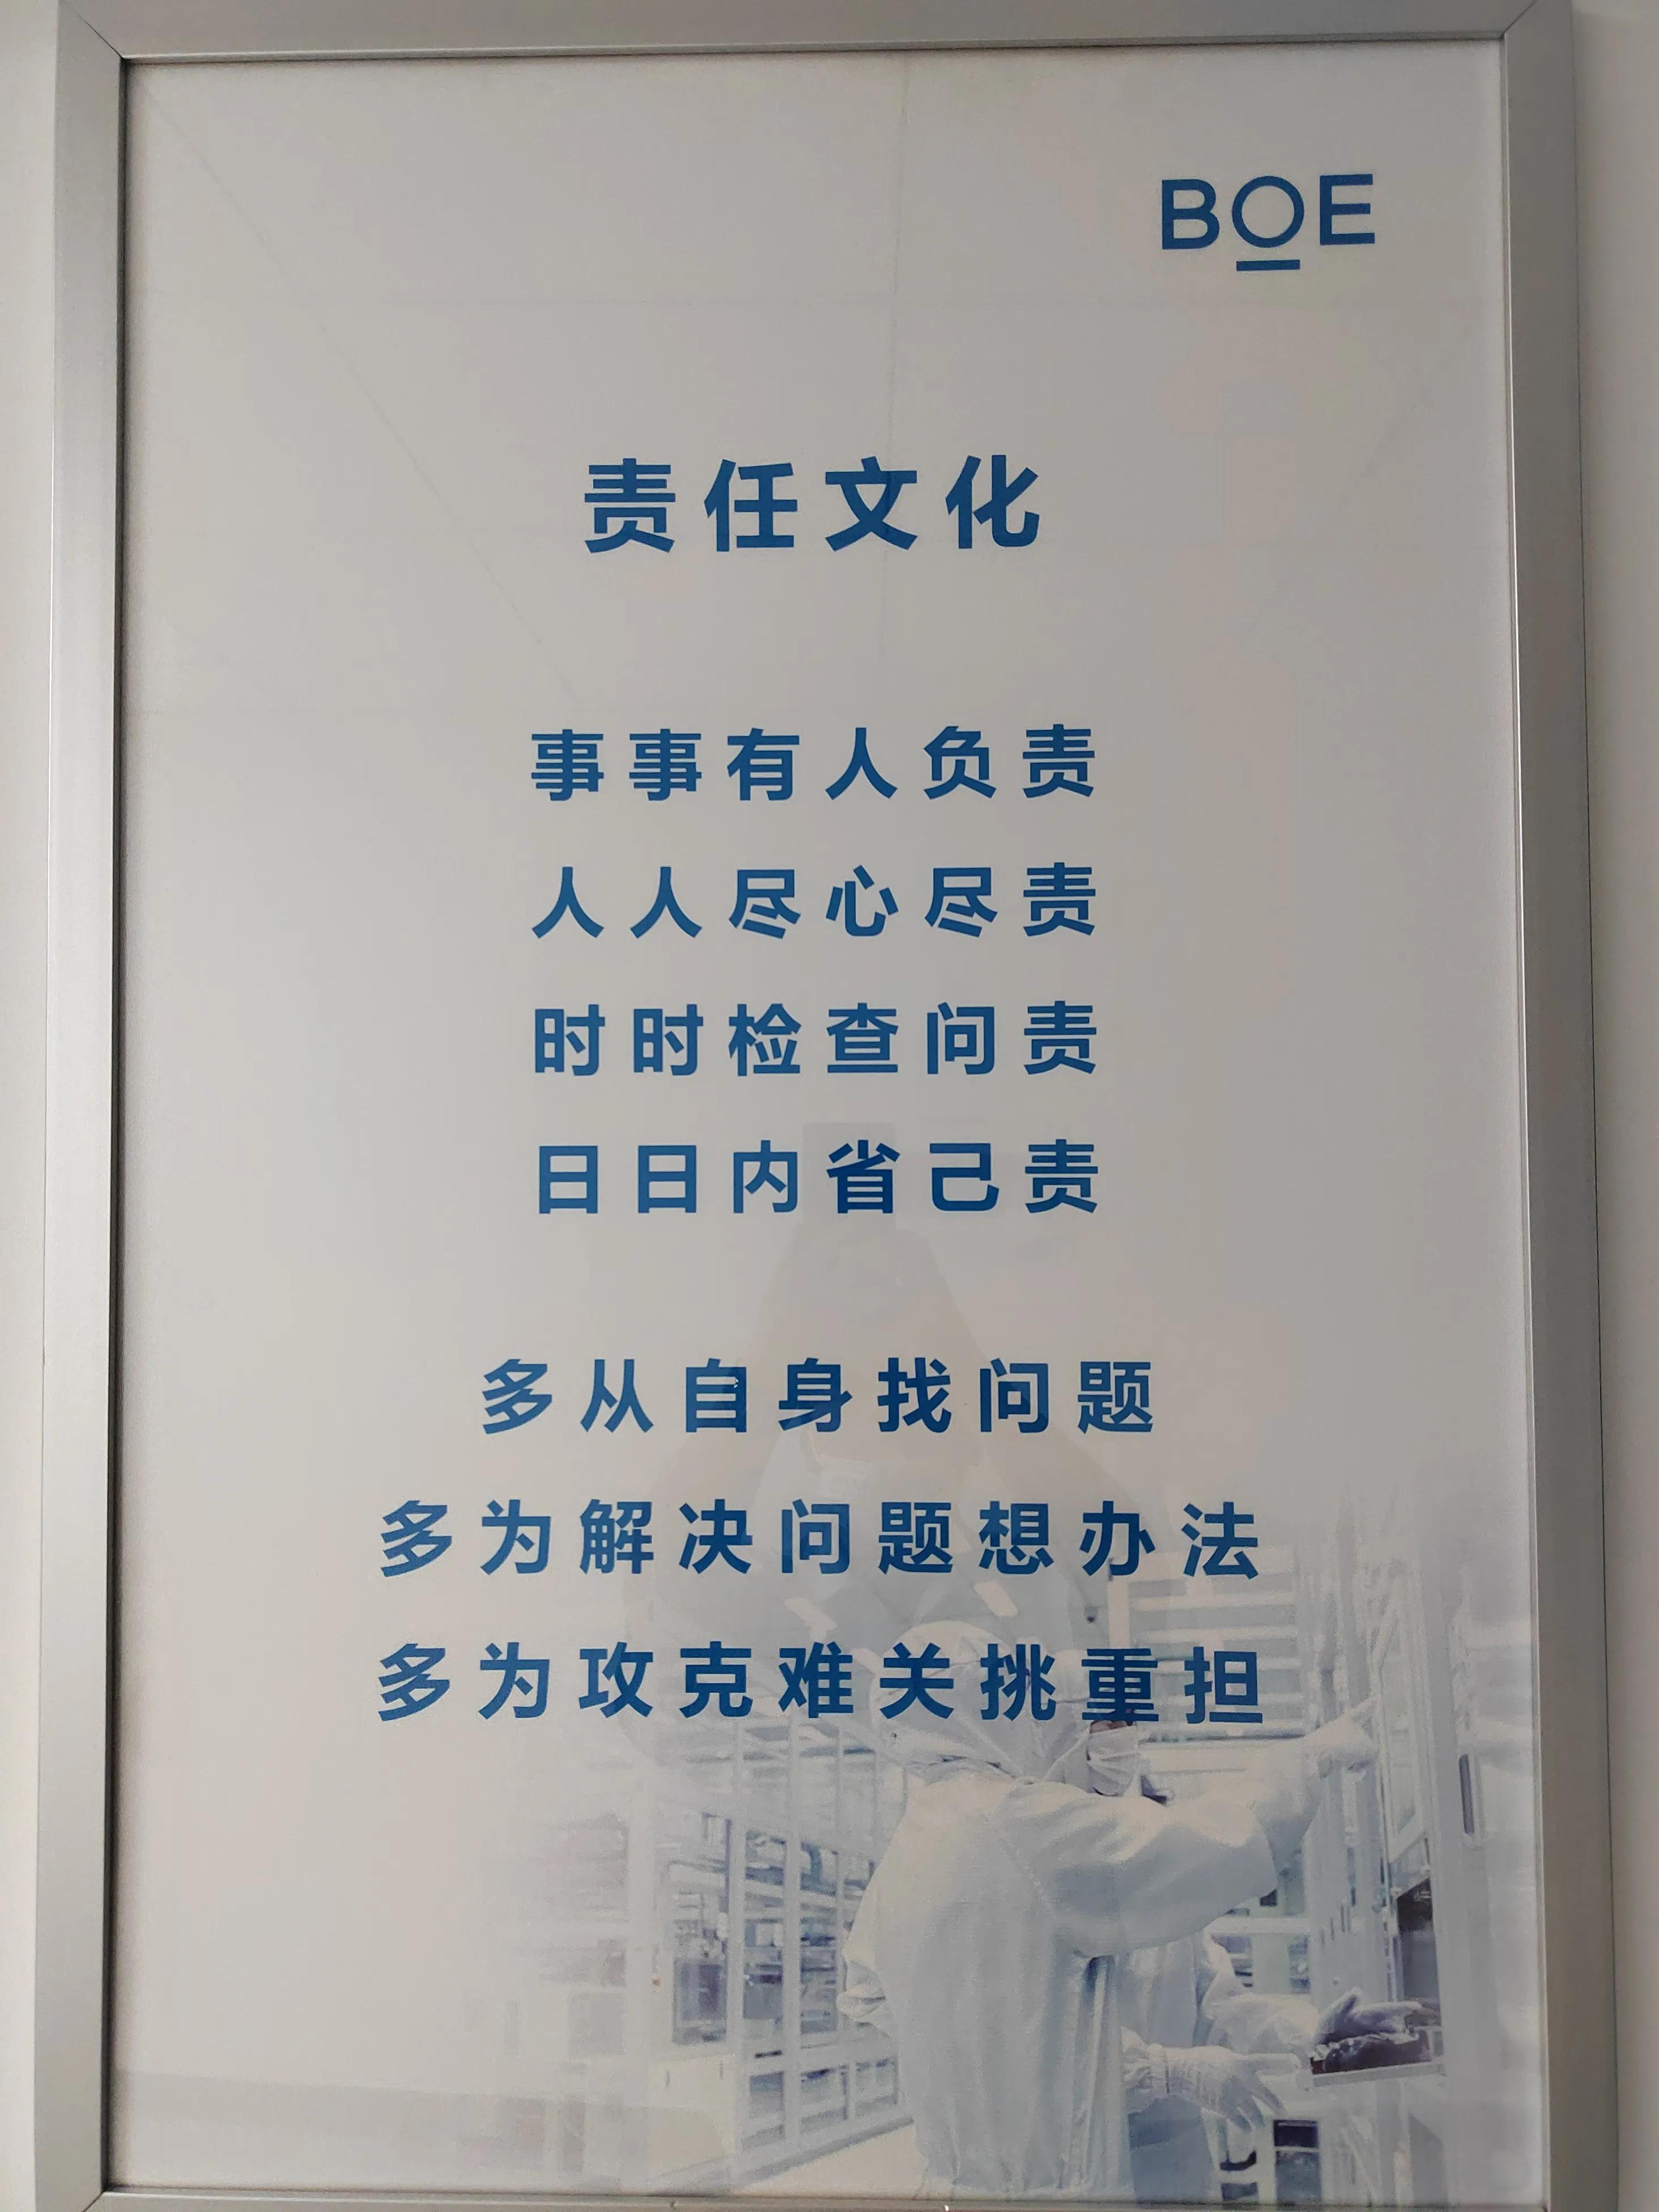 BOE
责任文化
事事有人负责
人人尽心尽责
时时检查问责
日日内省己责
多从自身找问题
多为解决问题想办法
多为攻克难关挑重担